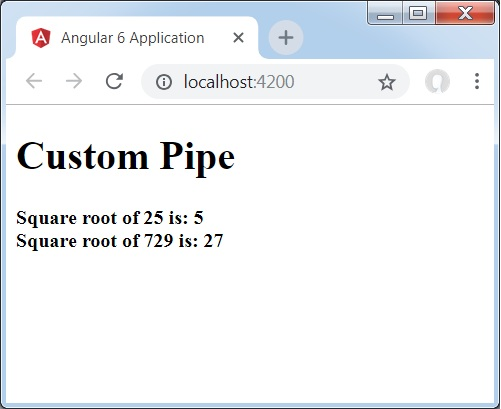 Angular 6 Application
localhost:4200
Custom Pipe
Square root of 25 is: 5
Square root of 729 is: 27